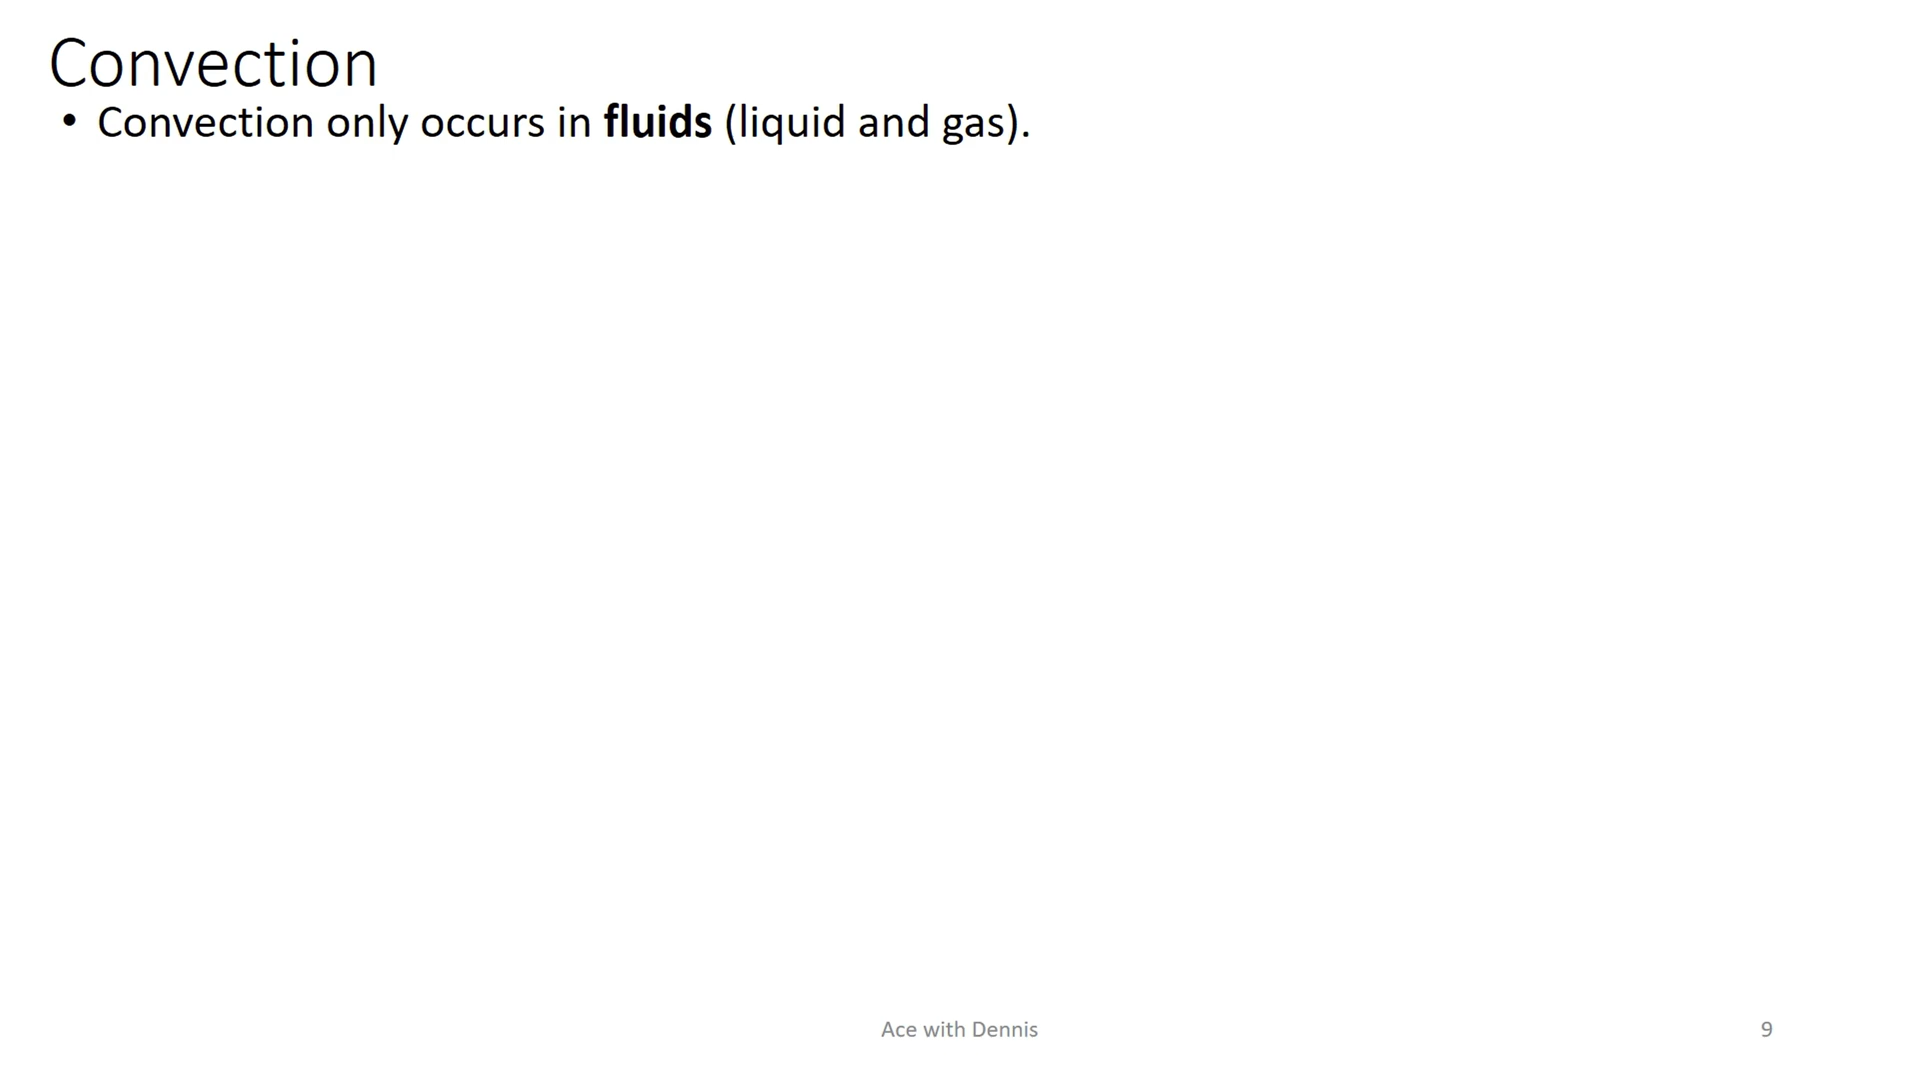 Convection
• Convection only occurs in fluids (liquid and gas).
Ace with Dennis
9